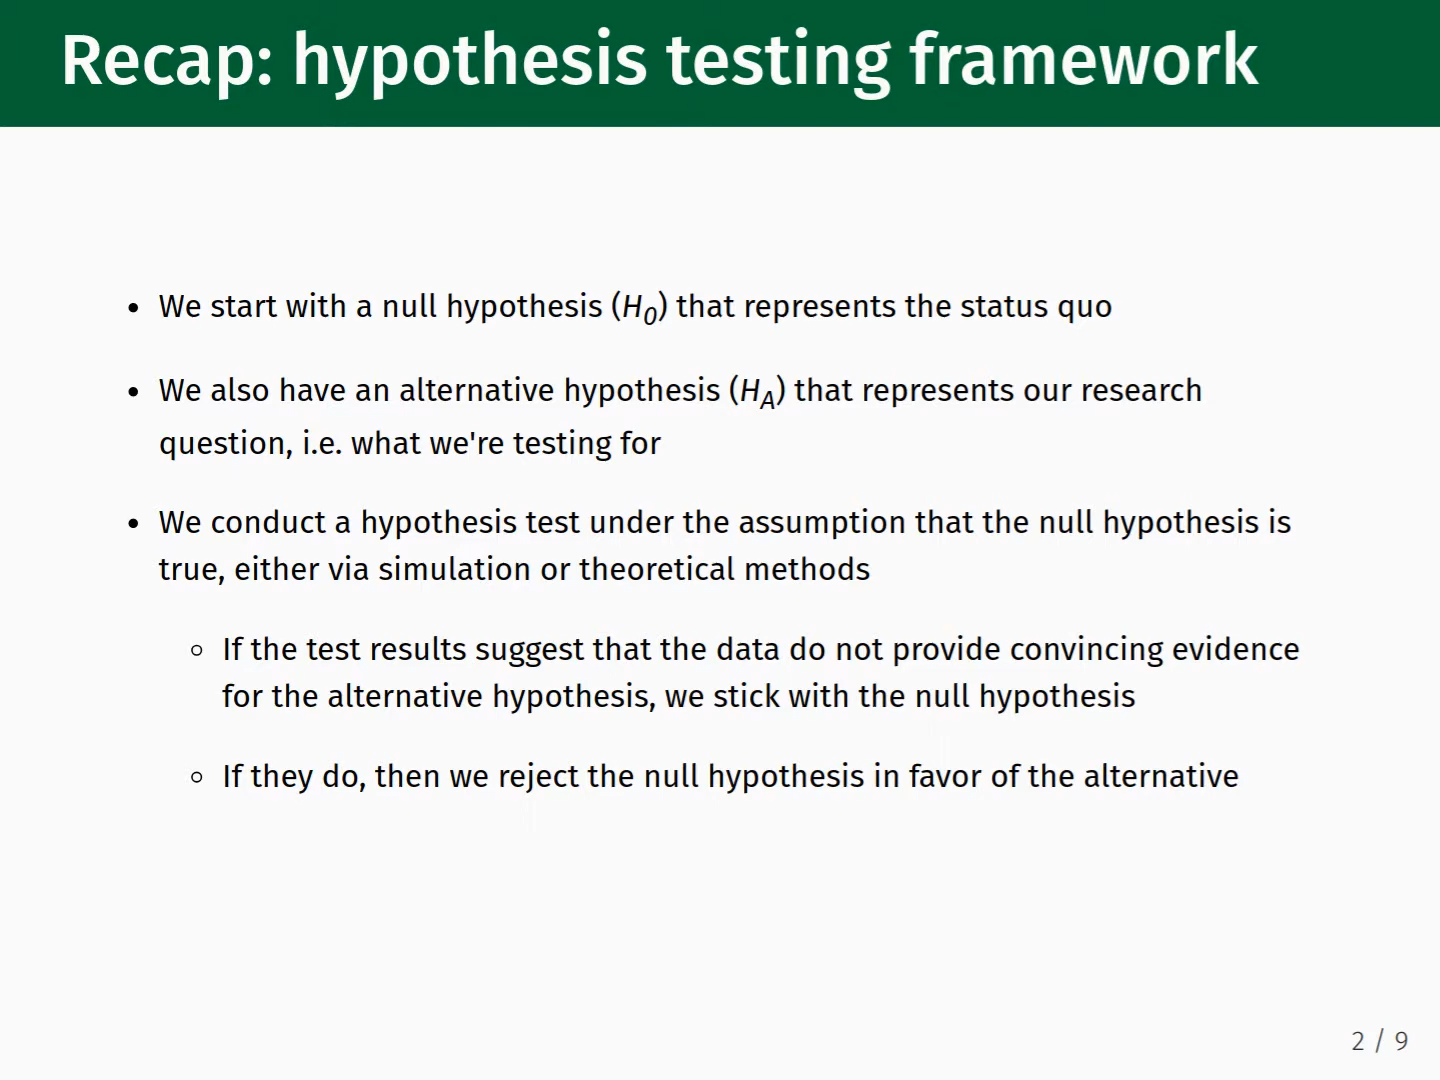 Recap: hypothesis testing framework
• We start with a null hypothesis (H0) that represents the status quo
• We also have an alternative hypothesis (HA) that represents our research
question, i.e. what we're testing for
• We conduct a hypothesis test under the assumption that the null hypothesis is
true, either via simulation or theoretical methods
◦ If the test results suggest that the data do not provide convincing evidence
for the alternative hypothesis, we stick with the null hypothesis
◦ If they do, then we reject the null hypothesis in favor of the alternative
2 / 9